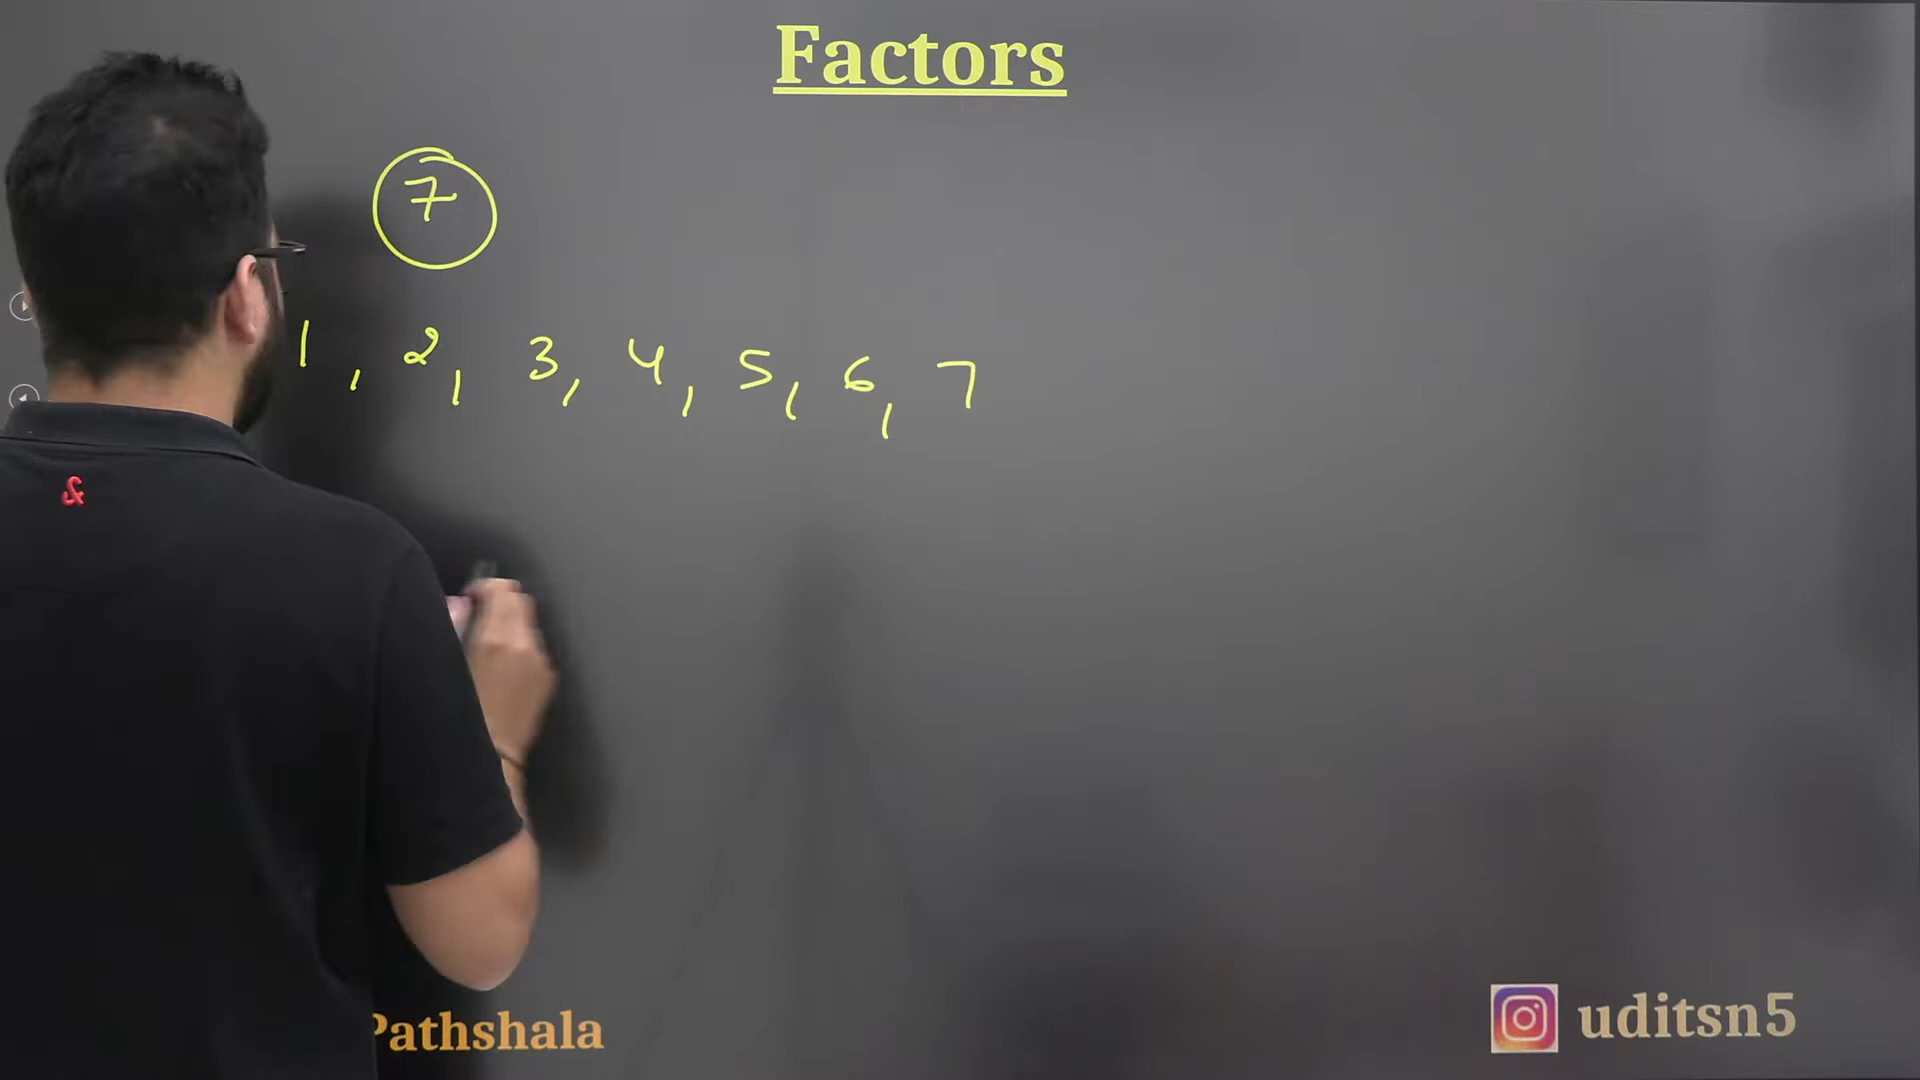 Factors
7
1, 2, 3, 4, 5, 6, 7
&
Pathshala
uditsn5